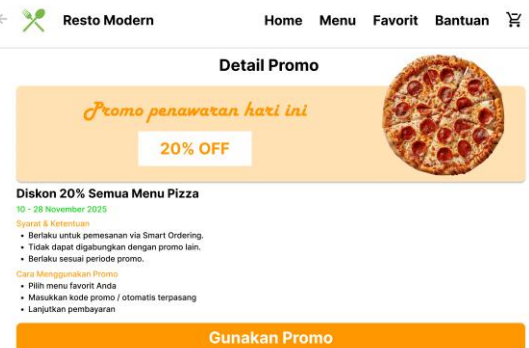 Resto Modern
Home Menu Favorit Bantuan
Detail Promo
Promo penawaran hari ini
20% OFF
Diskon 20% Semua Menu Pizza
10 - 28 November 2025
Syarat & Ketentuan
• Berlaku untuk pemesanan via Smart Ordering.
• Tidak dapat digabungkan dengan promo lain.
• Berlaku sesuai periode promo.
Cara Menggunakan Promo
• Pilih menu favorit Anda
• Masukkan kode promo / otomatis terpasang
• Lanjutkan pembayaran
Gunakan Promo